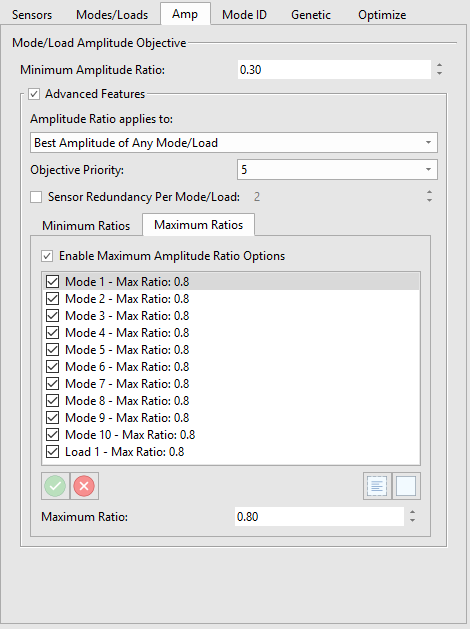 Sensors Modes/Loads Amp Mode ID Genetic Optimize
Mode/Load Amplitude Objective
Minimum Amplitude Ratio: 0.30
Advanced Features
Amplitude Ratio applies to:
Best Amplitude of Any Mode/Load
Objective Priority: 5
Sensor Redundancy Per Mode/Load: 2
Minimum Ratios Maximum Ratios
Enable Maximum Amplitude Ratio Options
Mode 1 - Max Ratio: 0.8
Mode 2 - Max Ratio: 0.8
Mode 3 - Max Ratio: 0.8
Mode 4 - Max Ratio: 0.8
Mode 5 - Max Ratio: 0.8
Mode 6 - Max Ratio: 0.8
Mode 7 - Max Ratio: 0.8
Mode 8 - Max Ratio: 0.8
Mode 9 - Max Ratio: 0.8
Mode 10 - Max Ratio: 0.8
Load 1 - Max Ratio: 0.8
Maximum Ratio: 0.80